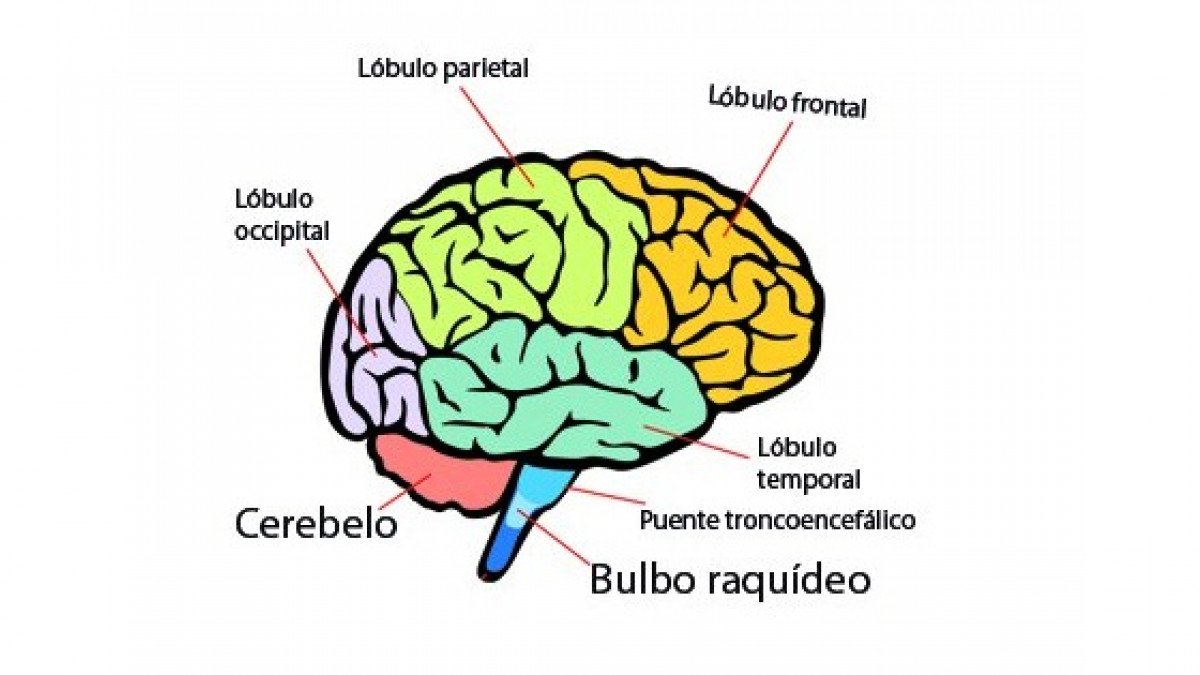 Lóbulo parietal
Lóbulo frontal
Lóbulo
occipital
Lóbulo
temporal
Puente troncoencefálico
Cerebelo
Bulbo raquídeo